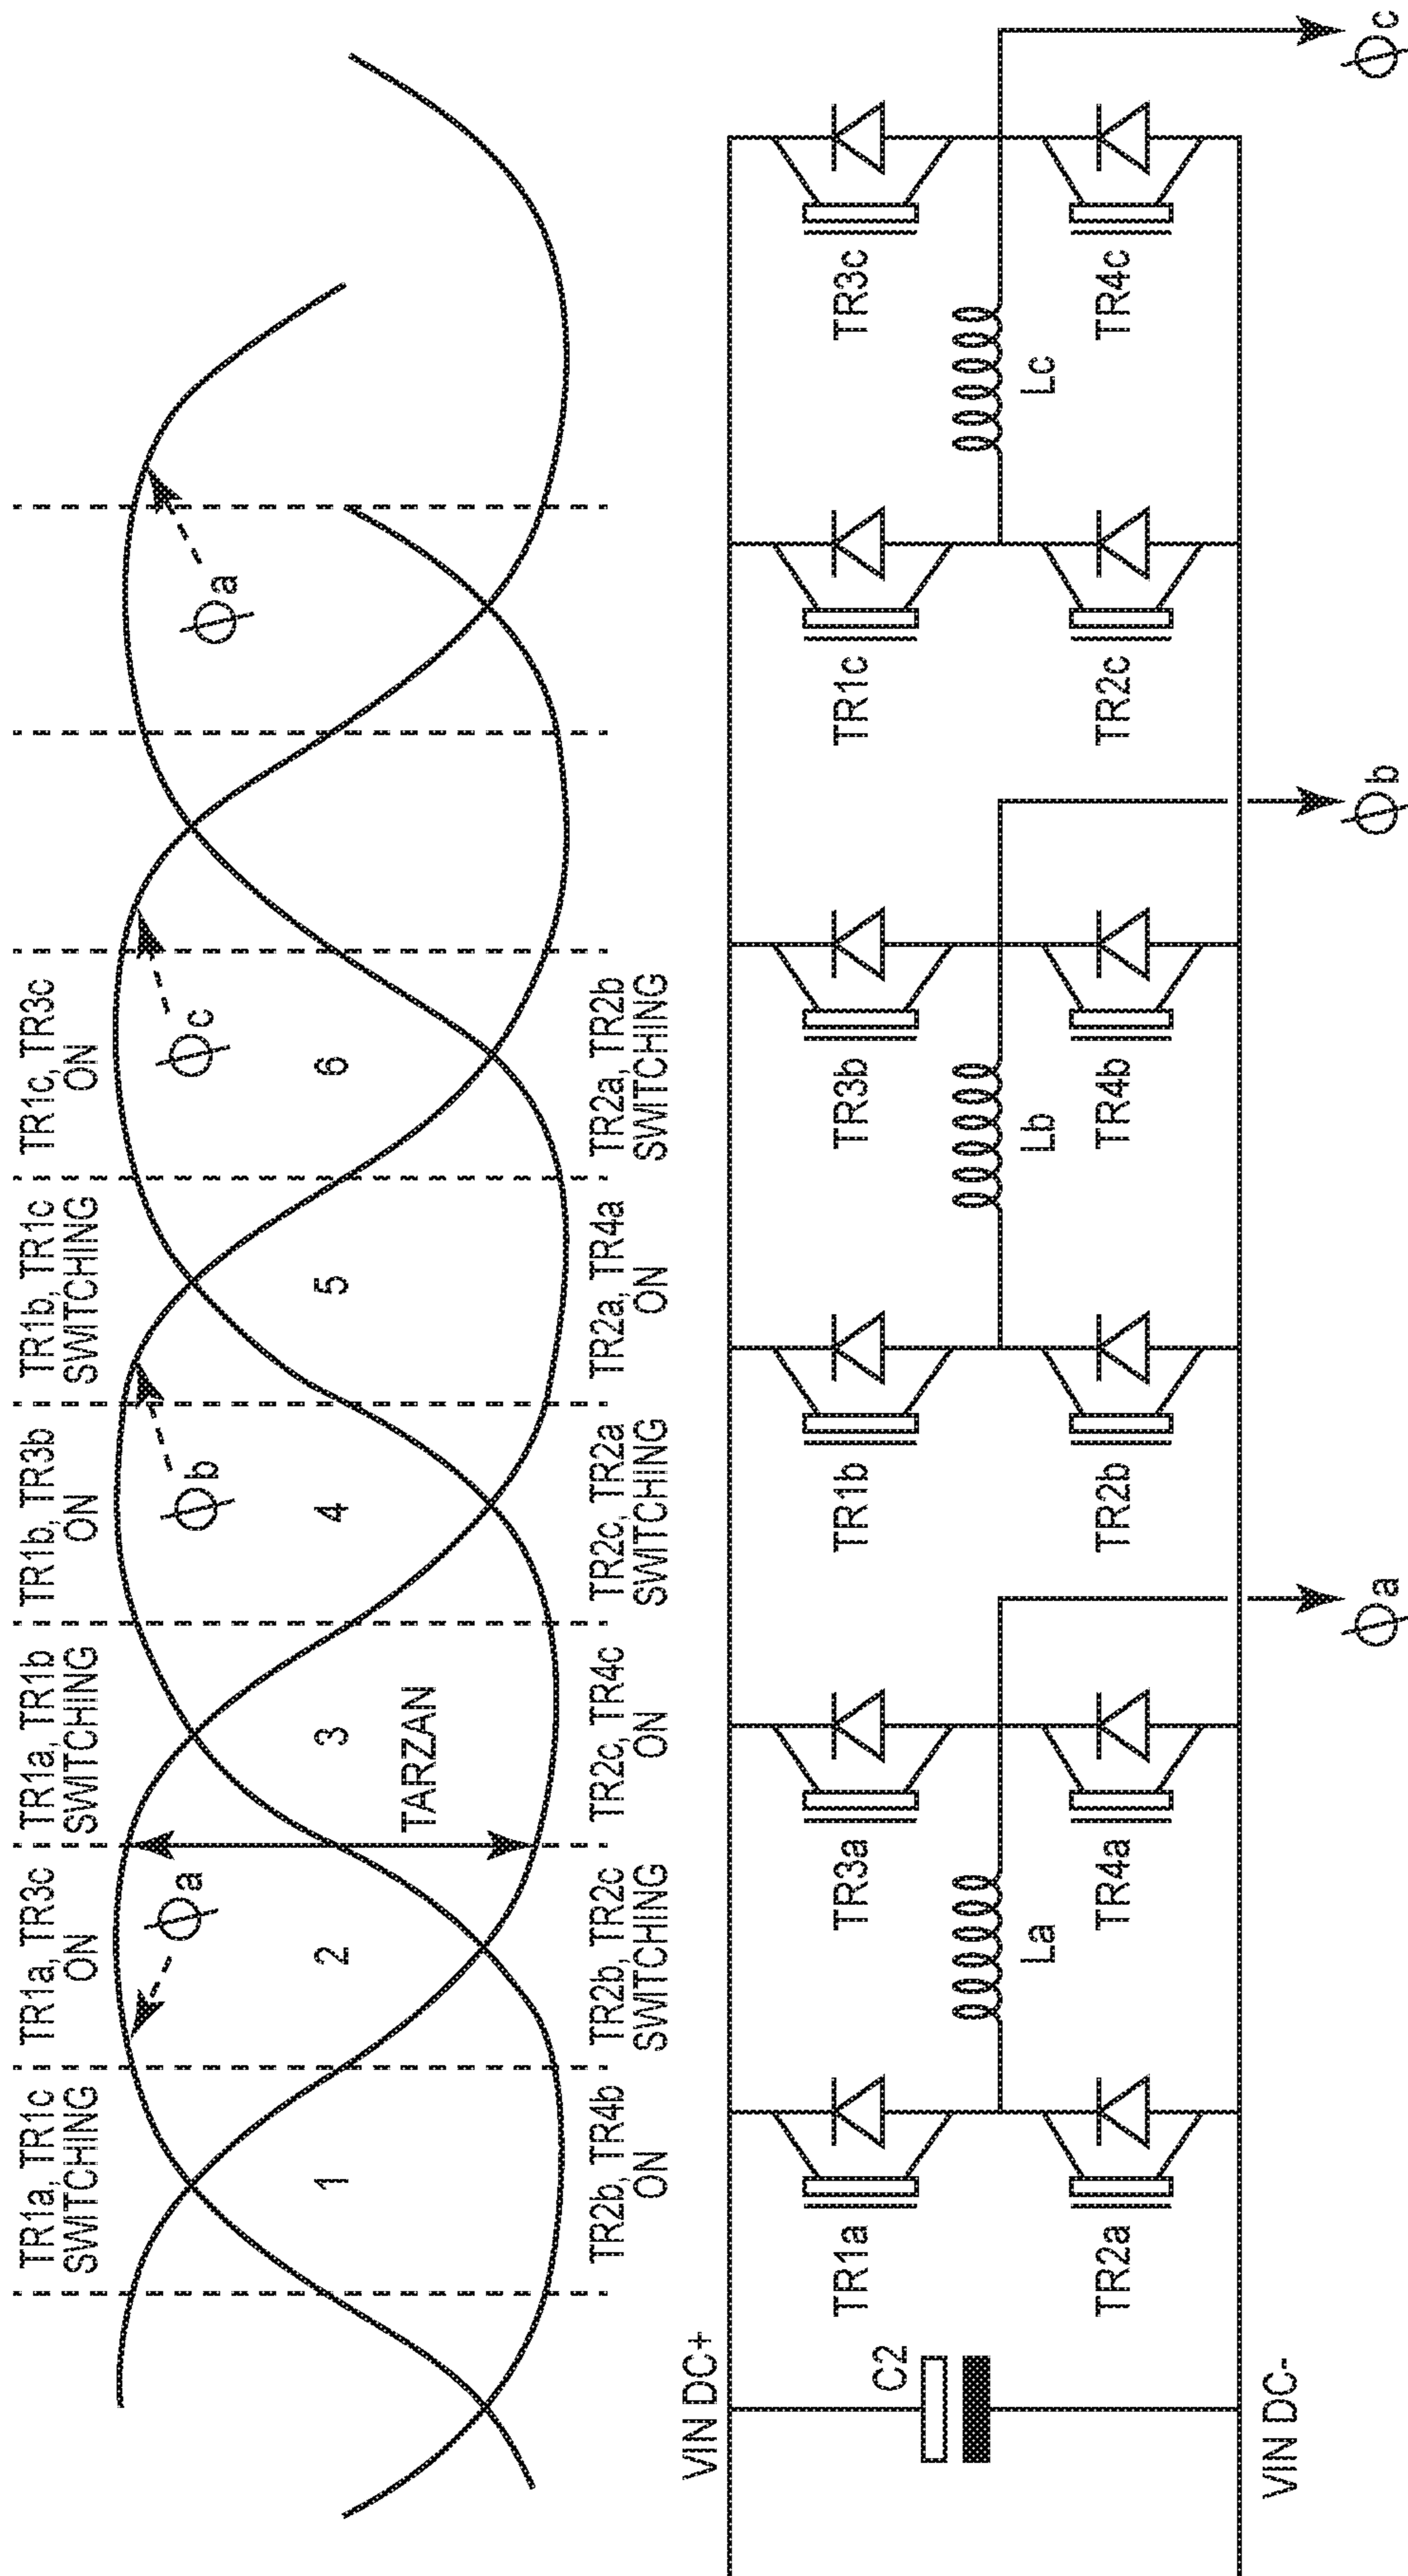 TR1a, TR1c
SWITCHING
TR1a, TR3c
ON
TR1a, TR1b
SWITCHING
TR1b, TR3b
ON
TR1b, TR1c
SWITCHING
TR1c, TR3c
ON
ϕa
ϕb
ϕc
ϕa
1
2
3
4
5
6
TARZAN
TR2b, TR4b
ON
TR2b, TR2c
SWITCHING
TR2c, TR4c
ON
TR2c, TR2a
SWITCHING
TR2a, TR4a
ON
TR2a, TR2b
SWITCHING
VIN DC+
C2
TR1a
TR3a
TR1b
TR3b
TR1c
TR3c
La
Lb
Lc
TR2a
TR4a
TR2b
TR4b
TR2c
TR4c
VIN DC-
ϕa
ϕb
ϕc